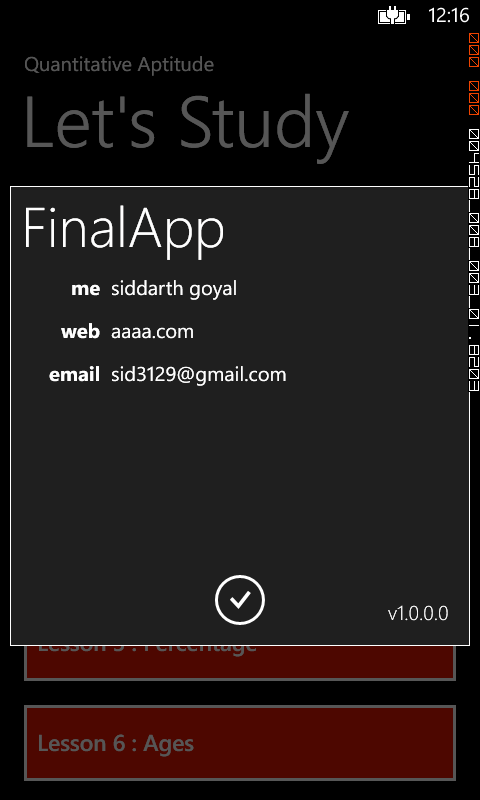 12:16
Quantitative Aptitude
Let's Study
FinalApp
me siddarth goyal
web aaaa.com
email sid3129@gmail.com
v1.0.0.0
Lesson 5 : Percentage
Lesson 6 : Ages